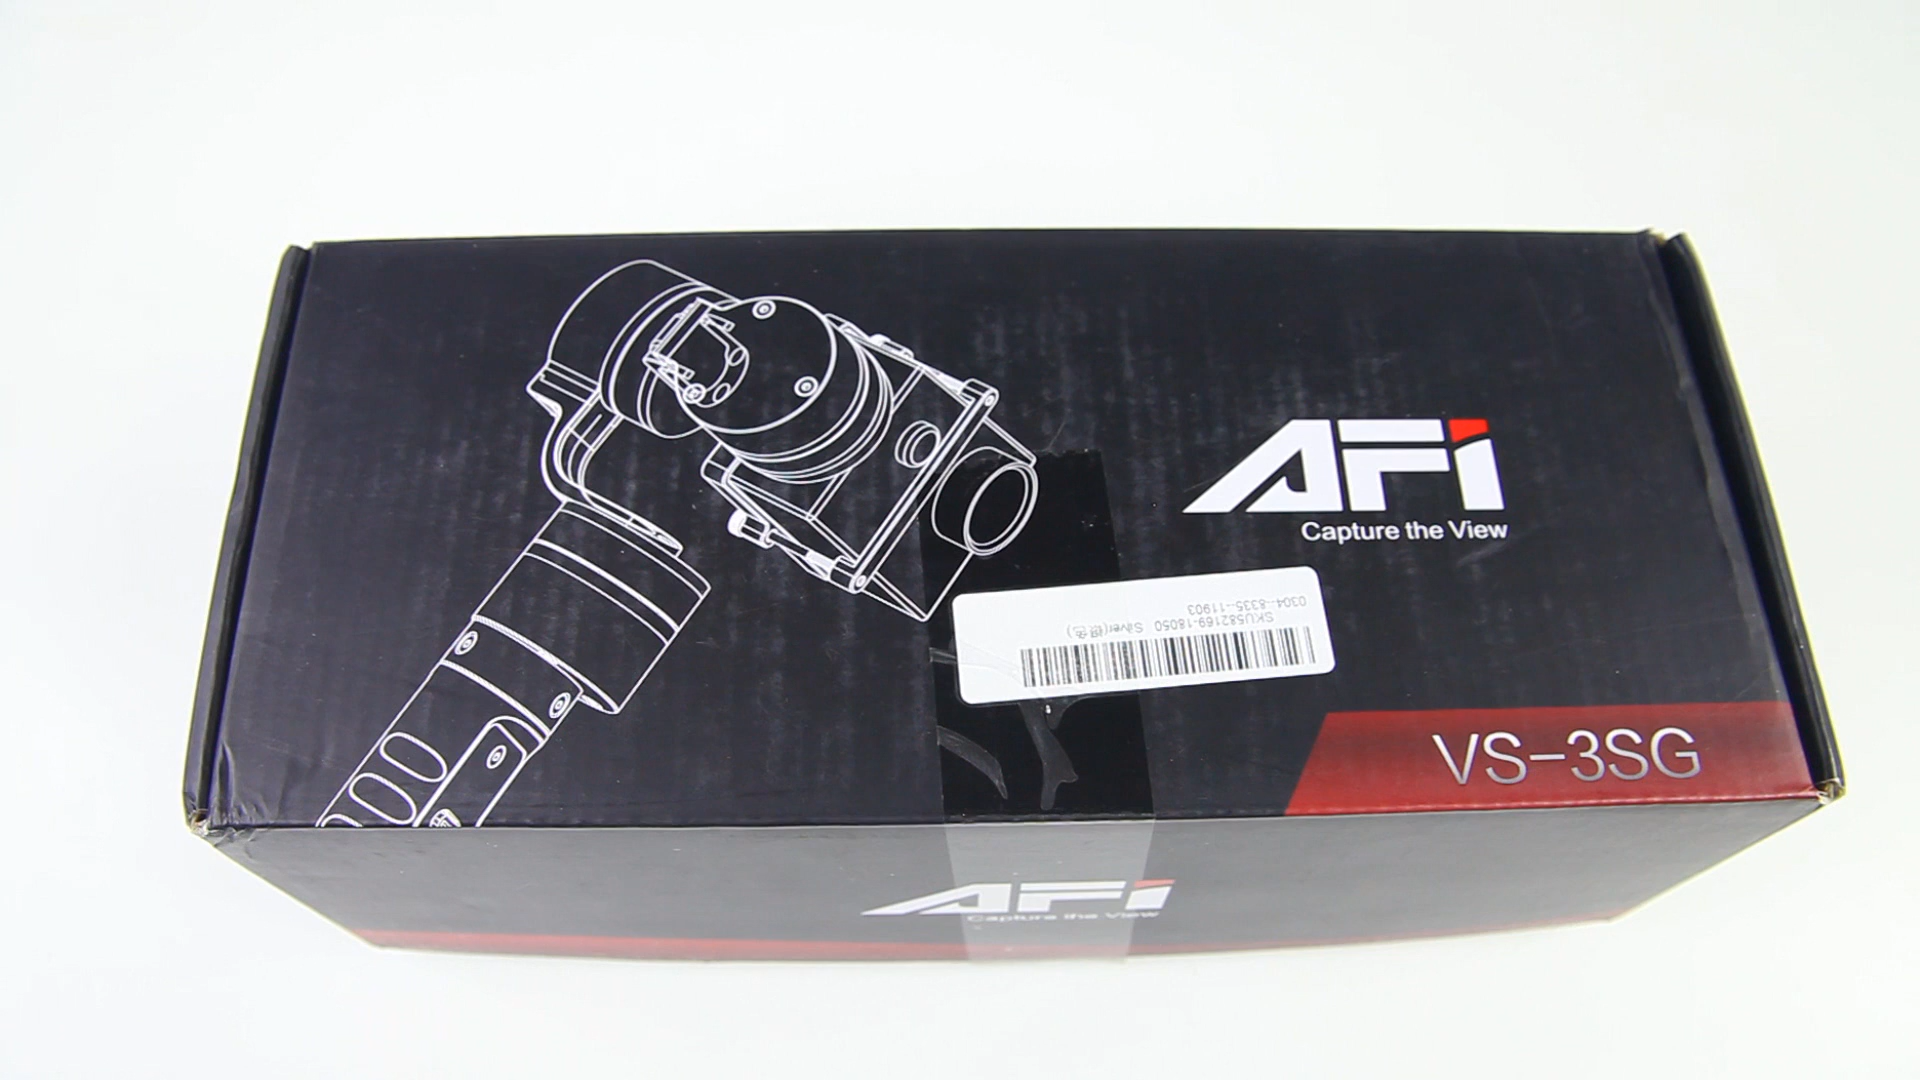 AFi
Capture the View
SKU582169-18050 Silver(银色)
0304--8335--11903
VS-3SG
AFi
Capture the View